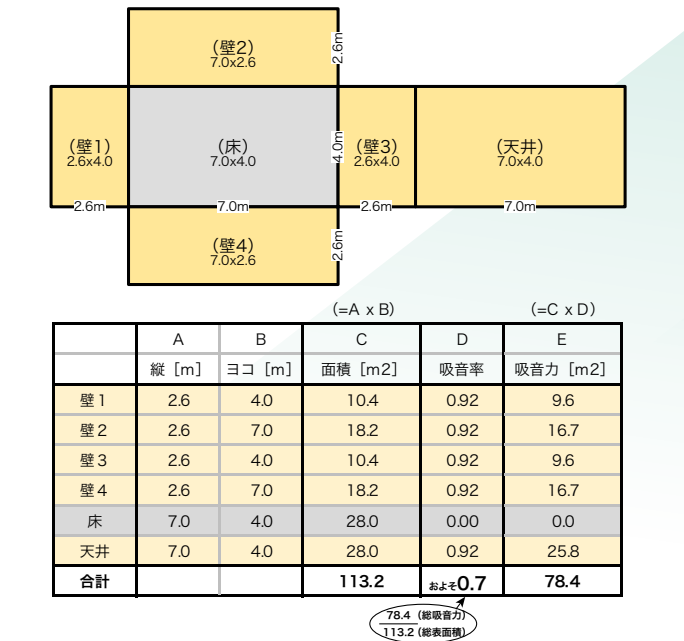 (壁2)
7.0x2.6
2.6m
(壁1)
2.6x4.0
(床)
7.0x4.0
4.0m
(壁3)
2.6x4.0
(天井)
7.0x4.0
2.6m
7.0m
2.6m
7.0m
(壁4)
7.0x2.6
2.6m
(=A x B)
(=C x D)
A B C D E
縦［m］ ヨコ［m］ 面積［m2］ 吸音率 吸音力［m2］
壁1 2.6 4.0 10.4 0.92 9.6
壁2 2.6 7.0 18.2 0.92 16.7
壁3 2.6 4.0 10.4 0.92 9.6
壁4 2.6 7.0 18.2 0.92 16.7
床 7.0 4.0 28.0 0.00 0.0
天井 7.0 4.0 28.0 0.92 25.8
合計 113.2 およそ0.7 78.4
78.4 (総吸音力)
113.2 (総表面積)